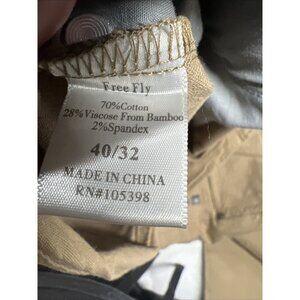 Free Fly
70%Cotton
28%Viscose From Bamboo
2%Spandex
40/32
MADE IN CHINA
RN#105398